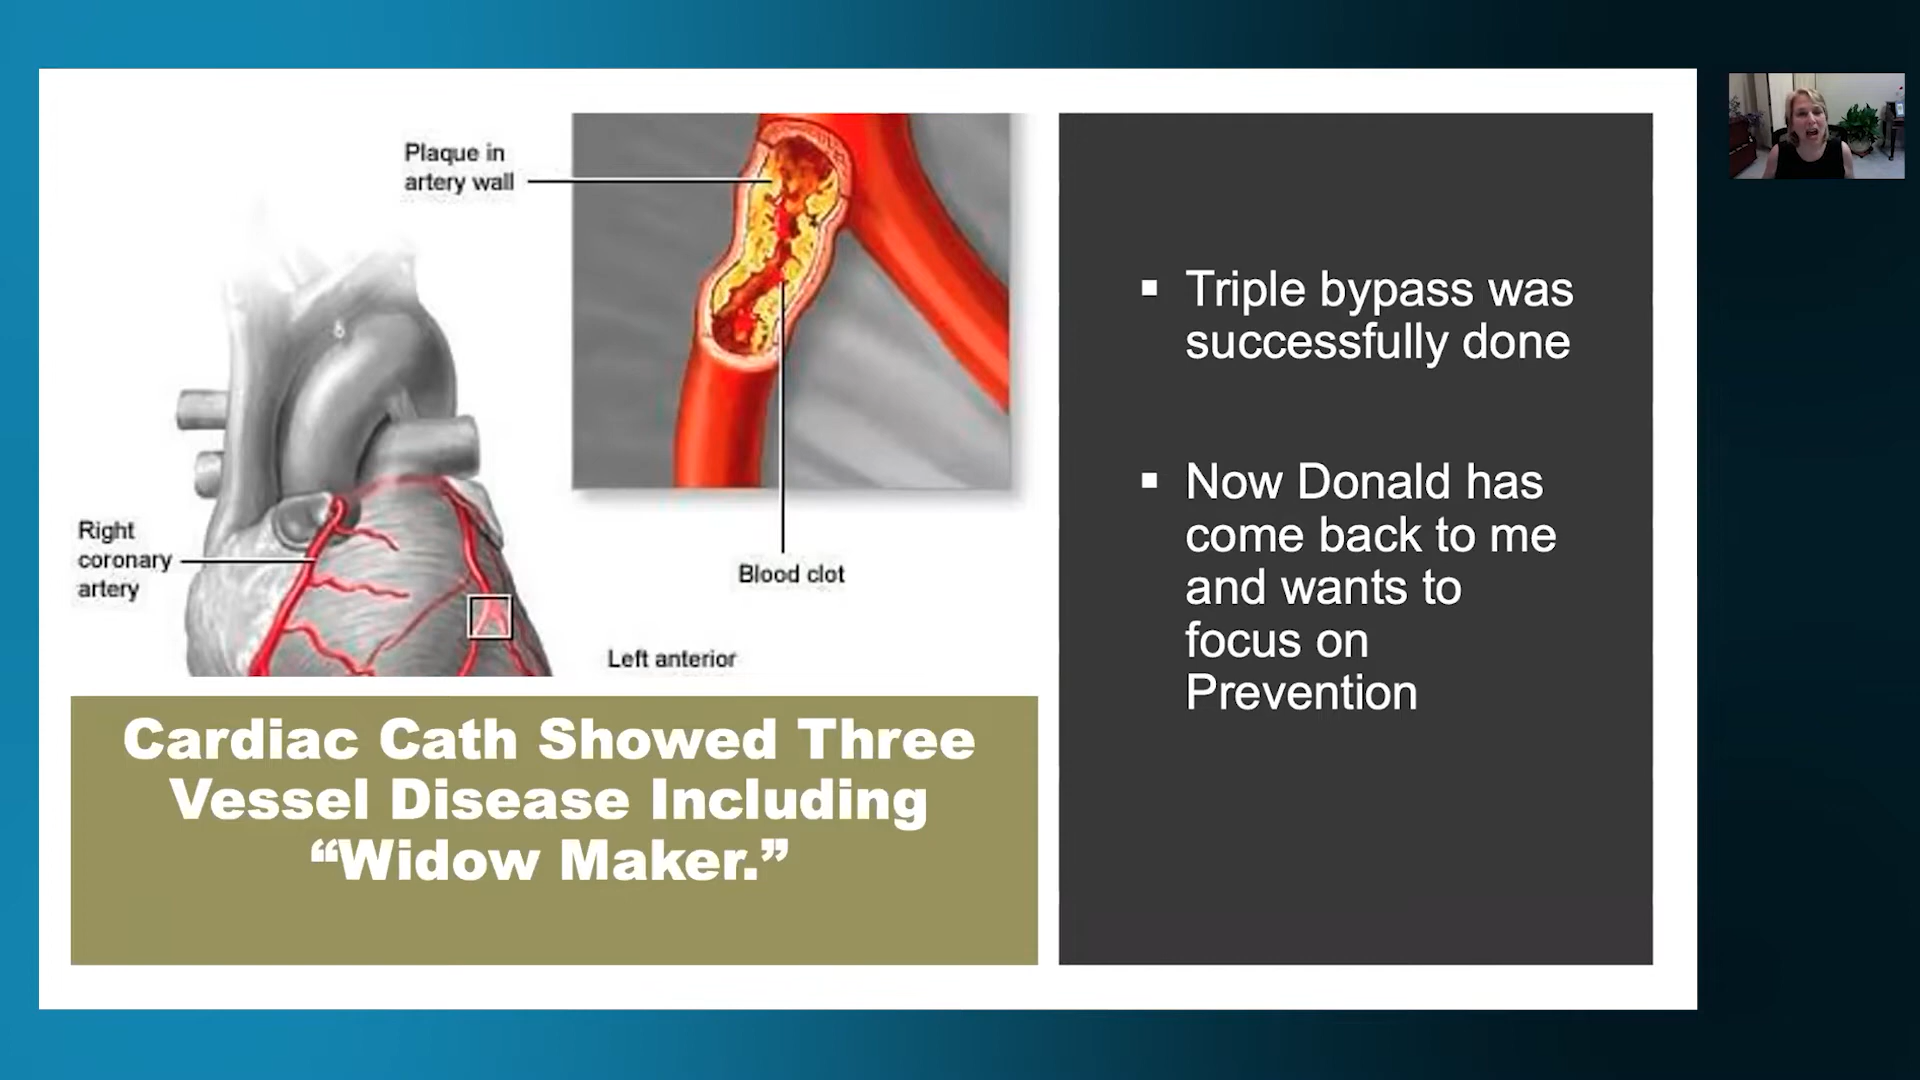 Plaque in
artery wall
Right
coronary
artery
Blood clot
Left anterior
Cardiac Cath Showed Three
Vessel Disease Including
“Widow Maker.”
▪ Triple bypass was
successfully done
▪ Now Donald has
come back to me
and wants to
focus on
Prevention